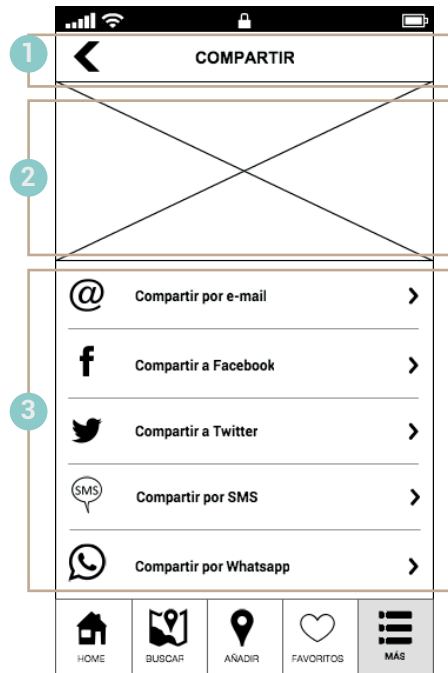 1
COMPARTIR
2
3
@
Compartir por e-mail
f
Compartir a Facebook
Compartir a Twitter
SMS
Compartir por SMS
Compartir por Whatsapp
HOME
BUSCAR
AÑADIR
FAVORITOS
MÁS